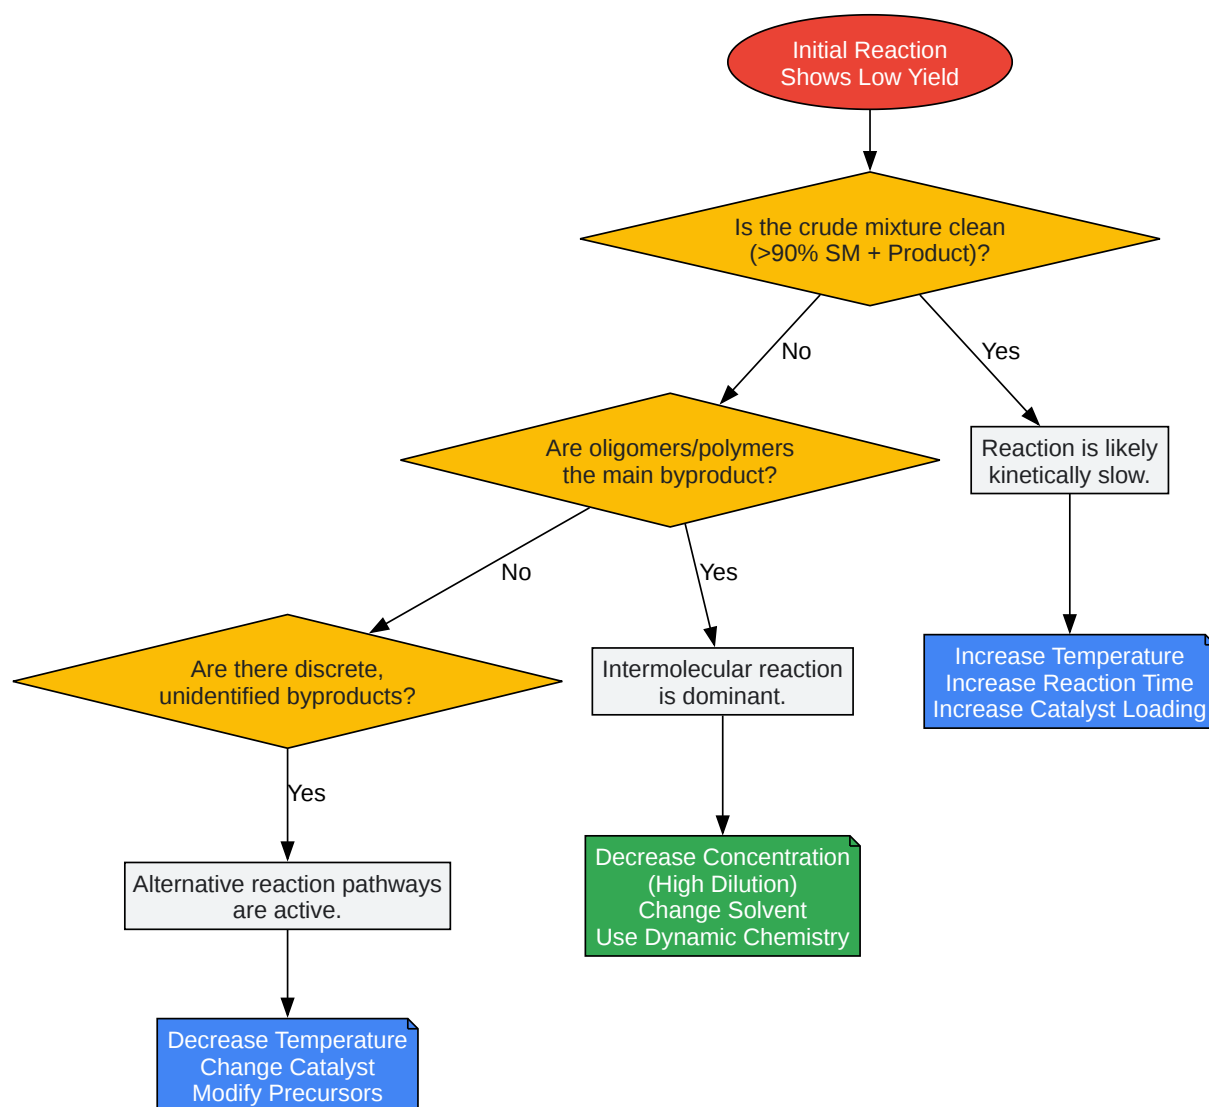 Initial Reaction
Shows Low Yield
Is the crude mixture clean
(>90% SM + Product)?
No
Yes
Are oligomers/polymers
the main byproduct?
Reaction is likely
kinetically slow.
No
Yes
Are there discrete,
unidentified byproducts?
Intermolecular reaction
is dominant.
Increase Temperature
Increase Reaction Time
Increase Catalyst Loading
Yes
Alternative reaction pathways
are active.
Decrease Concentration
(High Dilution)
Change Solvent
Use Dynamic Chemistry
Decrease Temperature
Change Catalyst
Modify Precursors